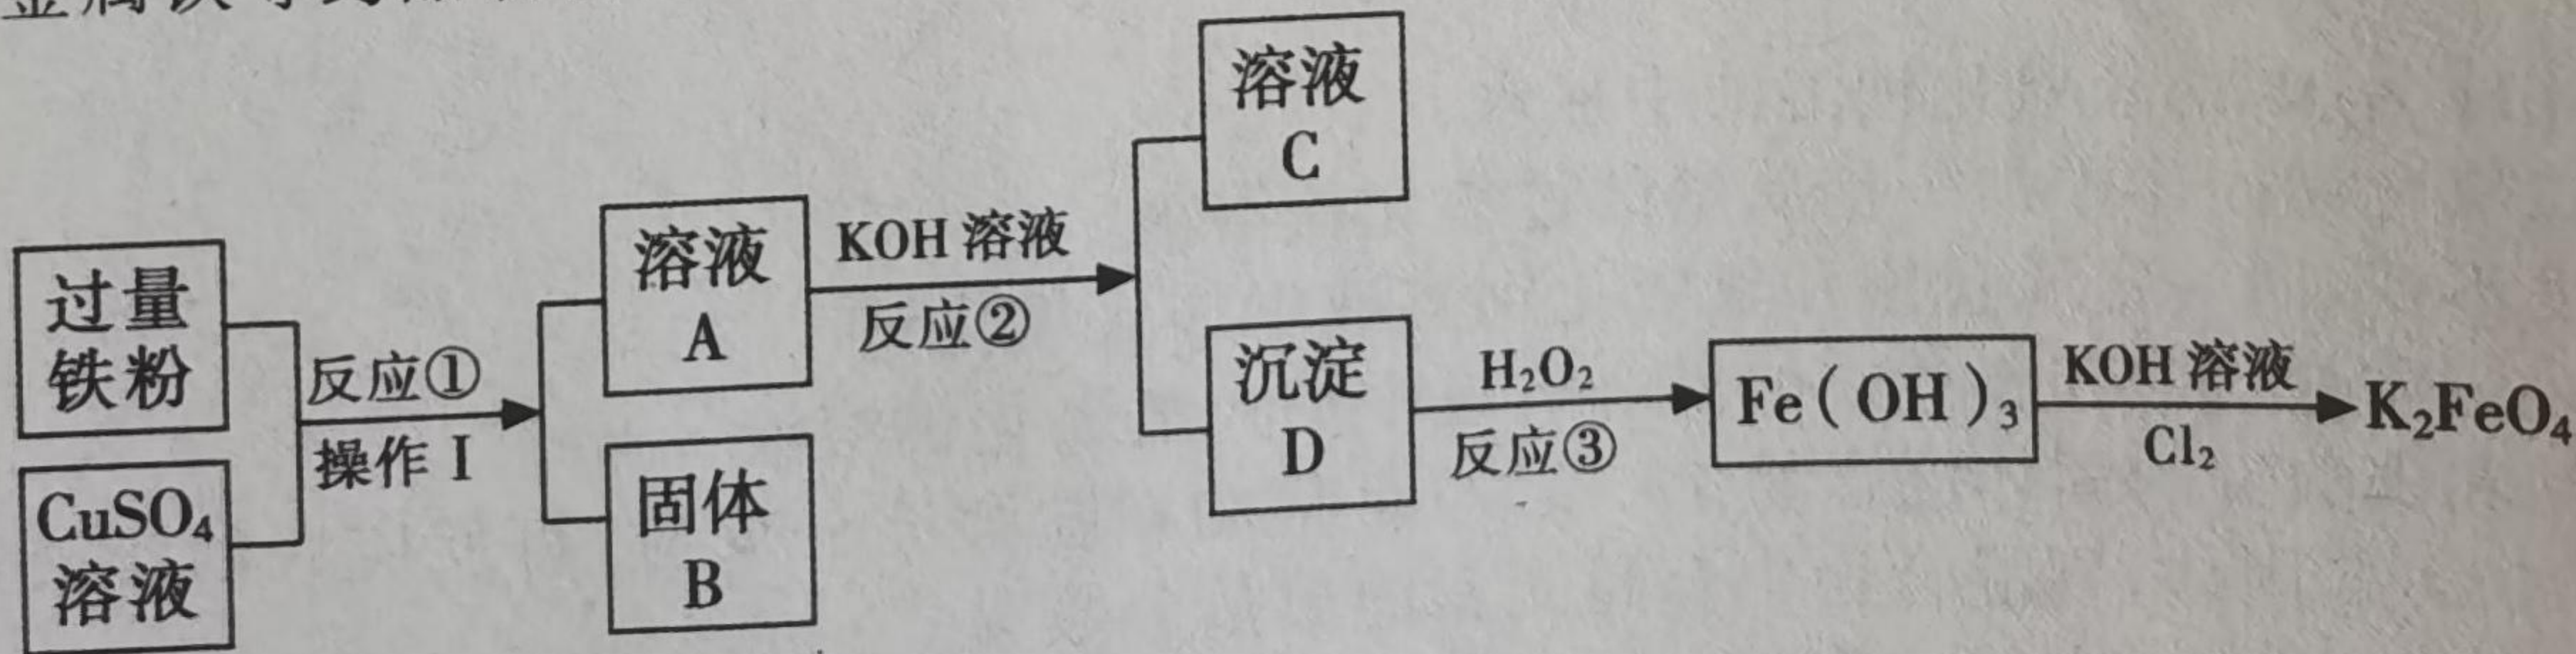 过量
铁粉
CuSO₄
溶液
反应①
操作 I
溶液
A
固体
B
KOH 溶液
反应②
溶液
C
沉淀
D
H₂O₂
反应③
Fe(OH)₃
KOH 溶液
Cl₂
K₂FeO₄